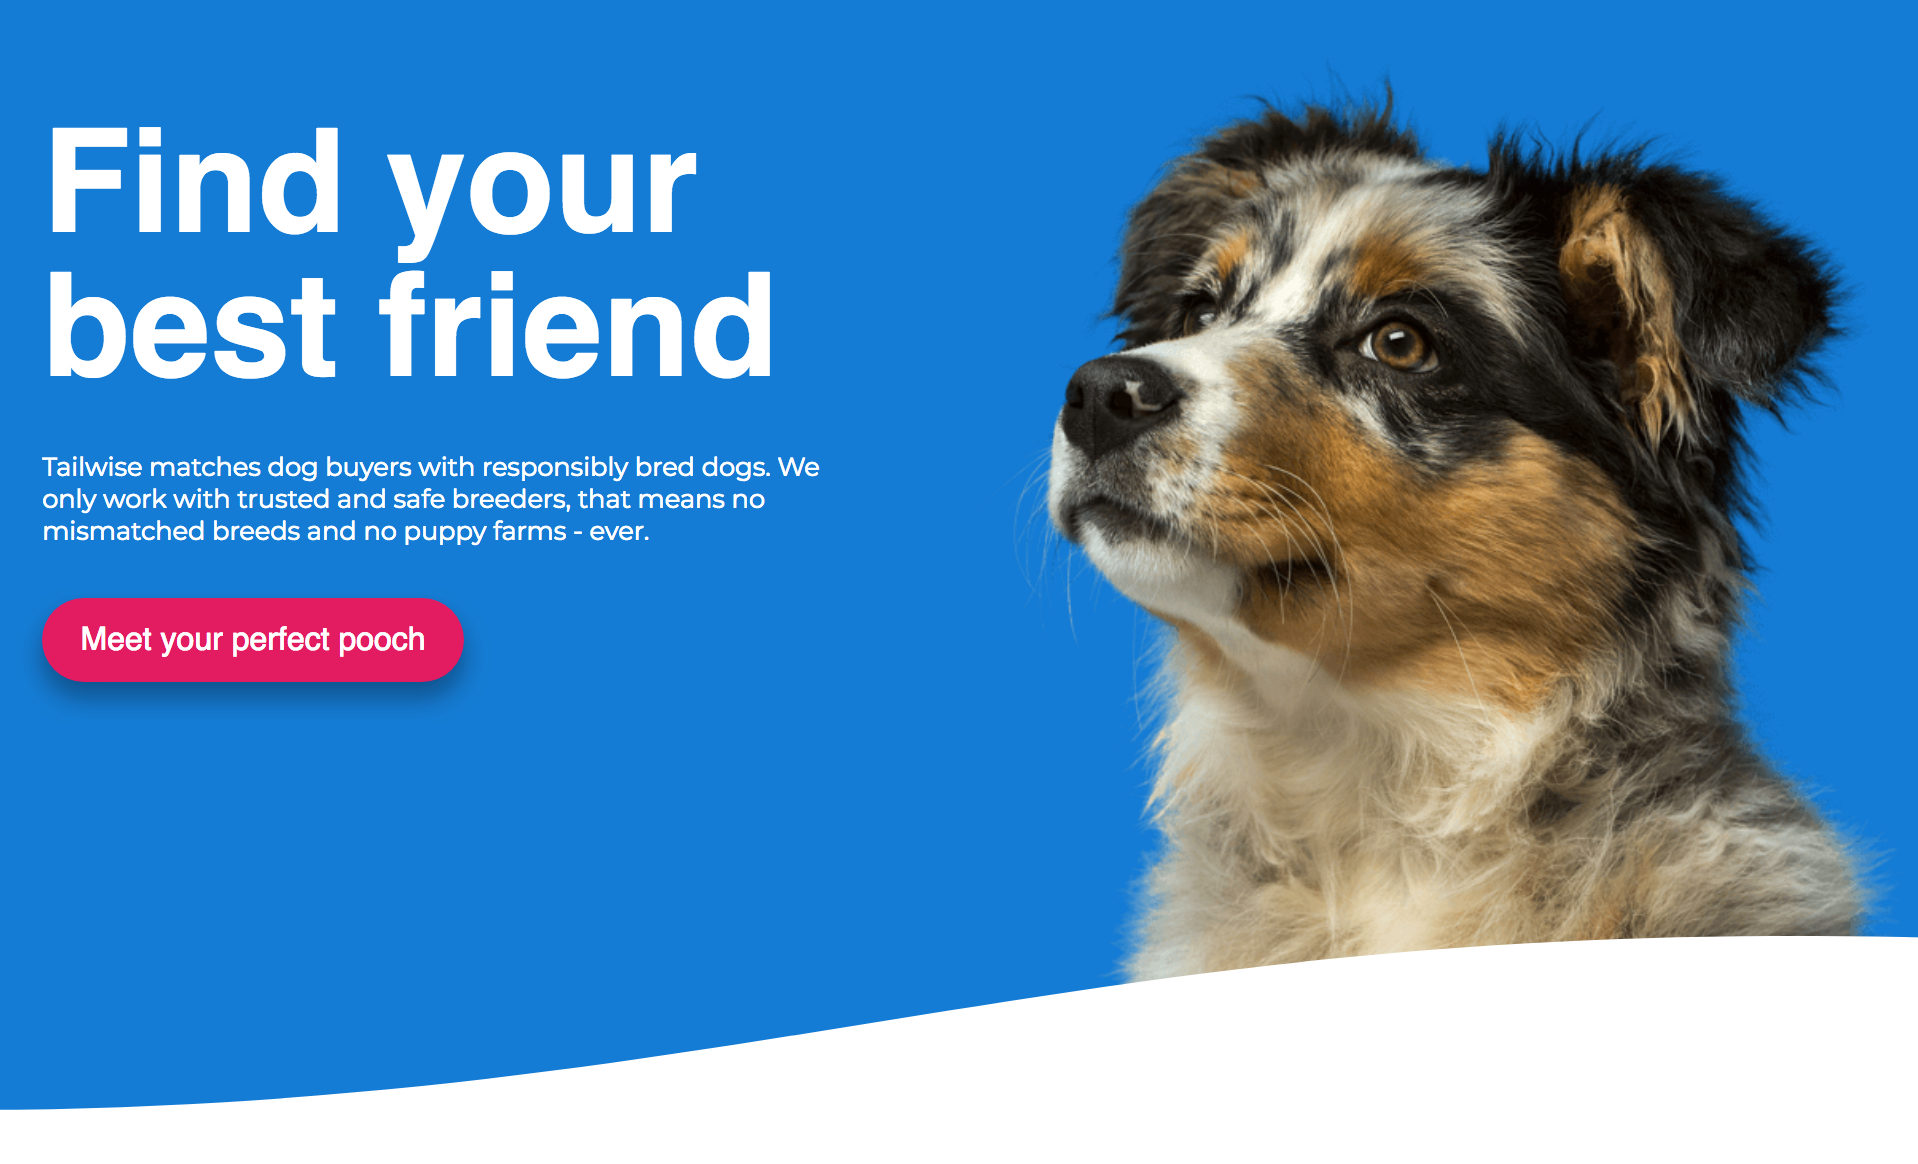 Find your
best friend
Tailwise matches dog buyers with responsibly bred dogs. We
only work with trusted and safe breeders, that means no
mismatched breeds and no puppy farms - ever.
Meet your perfect pooch